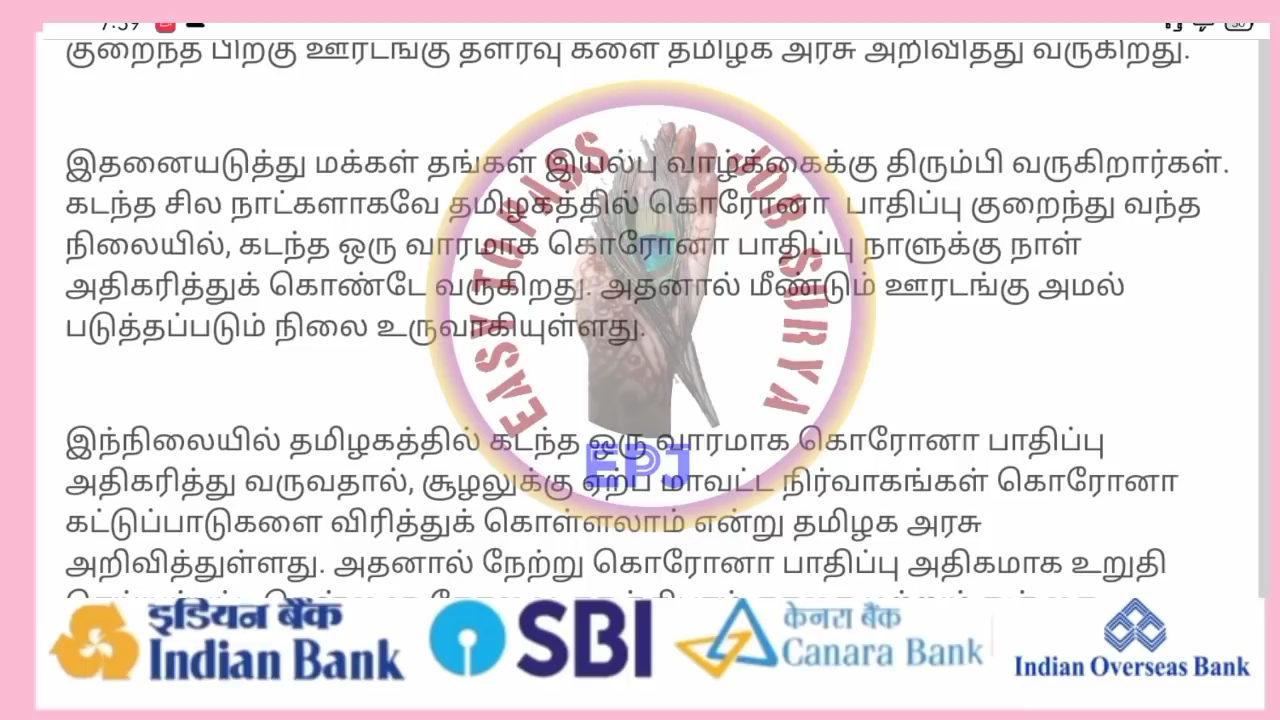 7:59
குறைந்த பிறகு ஊரடங்கு தளர்வு களை தமிழக அரசு அறிவித்து வருகிறது.
இதனையடுத்து மக்கள் தங்கள் இயல்பு வாழ்க்கைக்கு திரும்பி வருகிறார்கள்.
கடந்த சில நாட்களாகவே தமிழகத்தில் கொரோனா பாதிப்பு குறைந்து வந்த
நிலையில், கடந்த ஒரு வாரமாக கொரோனா பாதிப்பு நாளுக்கு நாள்
அதிகரித்துக் கொண்டே வருகிறது. அதனால் மீண்டும் ஊரடங்கு அமல்
படுத்தப்படும் நிலை உருவாகியுள்ளது.
இந்நிலையில் தமிழகத்தில் கடந்த ஒரு வாரமாக கொரோனா பாதிப்பு
அதிகரித்து வருவதால், சூழலுக்கு ஏற்ப மாவட்ட நிர்வாகங்கள் கொரோனா
கட்டுப்பாடுகளை விரித்துக் கொள்ளலாம் என்று தமிழக அரசு
அறிவித்துள்ளது. அதனால் நேற்று கொரோனா பாதிப்பு அதிகமாக உறுதி
EASY TO PASS JOB SURYA
EPJ
इंडियन बैंक
Indian Bank
SBI
केनरा बैंक
Canara Bank
Indian Overseas Bank